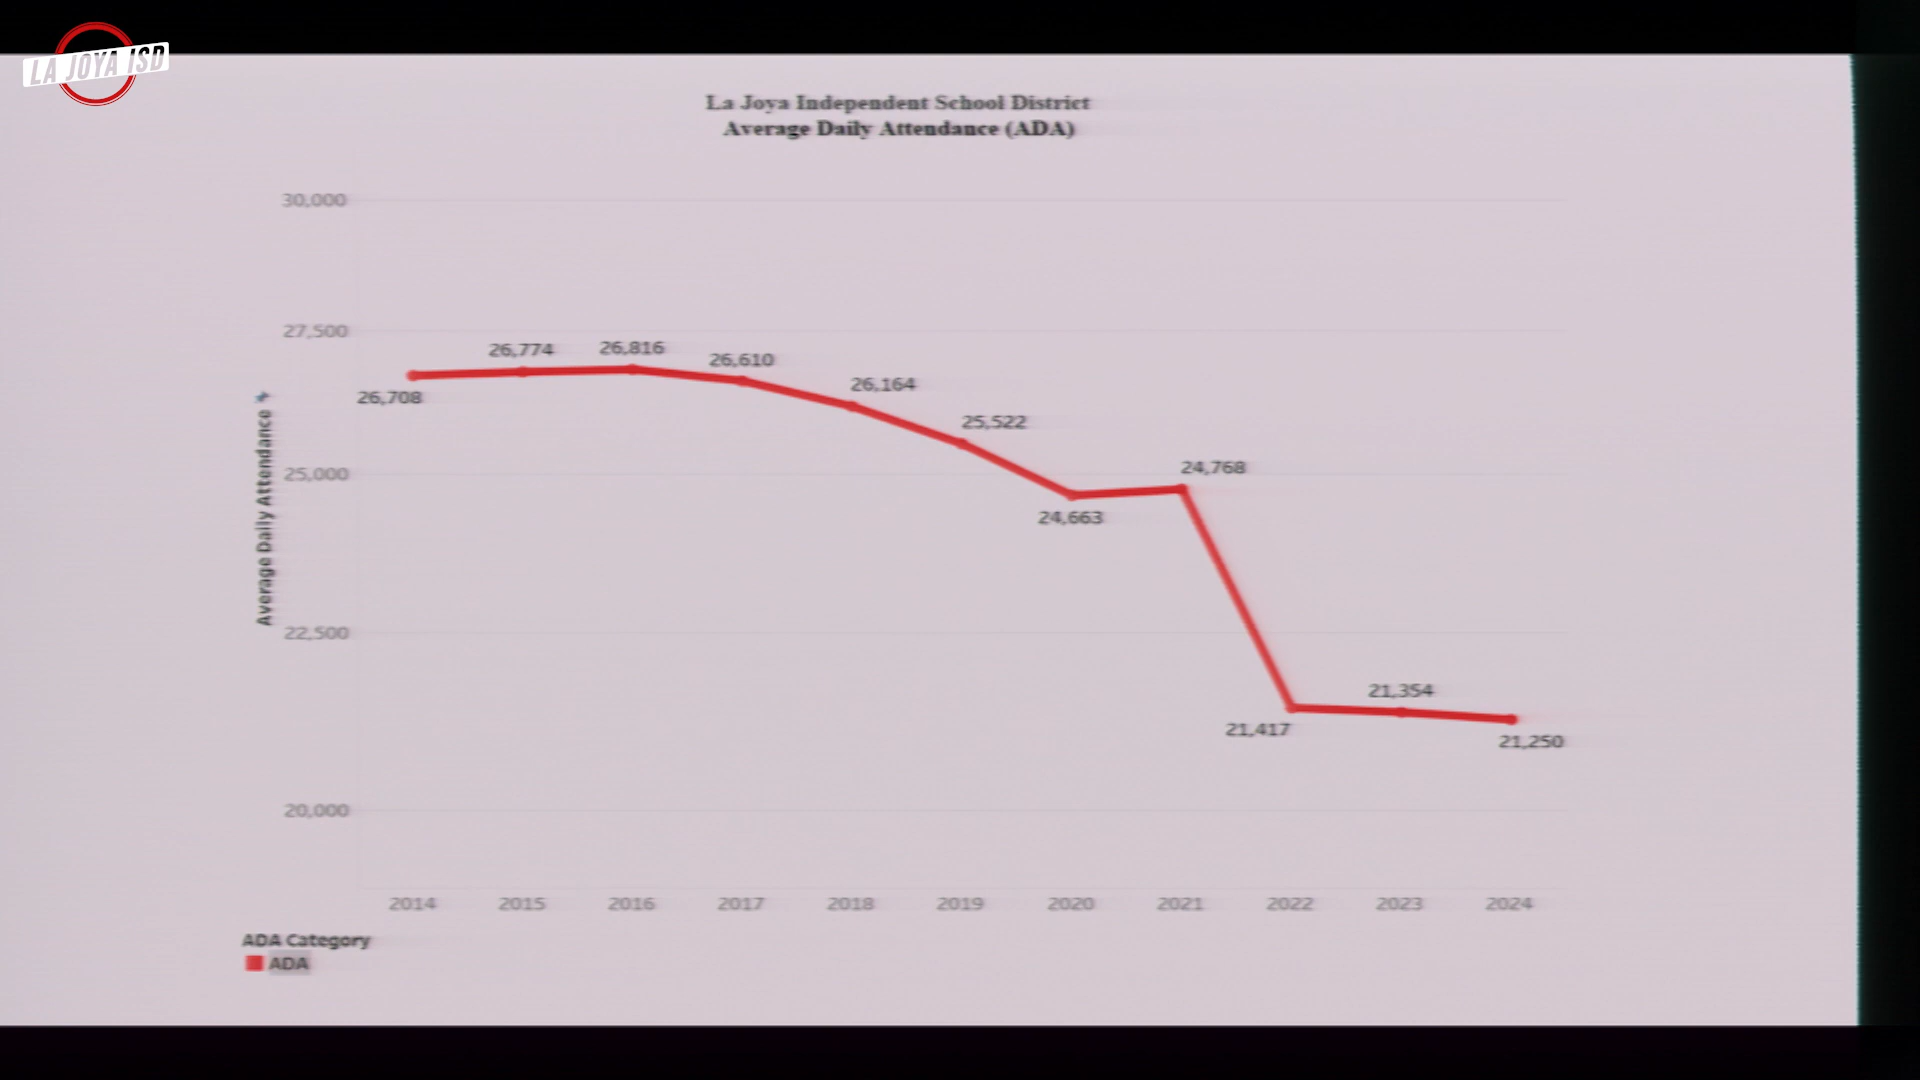 LA JOYA ISD
La Joya Independent School District
Average Daily Attendance (ADA)
30,000
27,500
25,000
22,500
20,000
Average Daily Attendance
26,708
26,774
26,816
26,610
26,164
25,522
24,663
24,768
21,417
21,354
21,250
2014 2015 2016 2017 2018 2019 2020 2021 2022 2023 2024
ADA Category
ADA